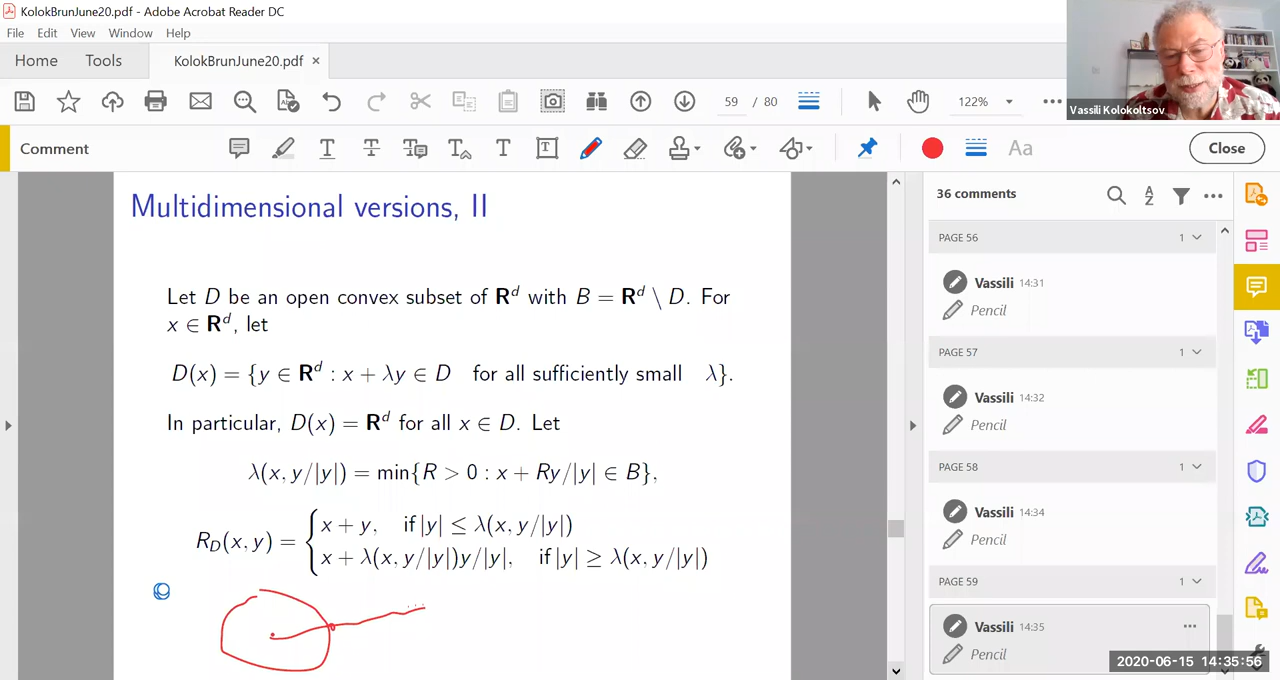 KolokBrunJune20.pdf - Adobe Acrobat Reader DC
File Edit View Window Help
Home Tools KolokBrunJune20.pdf ×
59 / 80 122%
Vassili Kolokoltsov
Comment Aa Close
Multidimensional versions, II
Let D be an open convex subset of R^d with B = R^d \ D. For
x ∈ R^d, let
D(x) = {y ∈ R^d : x + λy ∈ D for all sufficiently small λ}.
In particular, D(x) = R^d for all x ∈ D. Let
λ(x, y/|y|) = min{R > 0 : x + Ry/|y| ∈ B},
R_D(x, y) = { x + y, if |y| ≤ λ(x, y/|y|)
x + λ(x, y/|y|)y/|y|, if |y| ≥ λ(x, y/|y|)
36 comments
PAGE 56 1
Vassili 14:31
Pencil
PAGE 57 1
Vassili 14:32
Pencil
PAGE 58 1
Vassili 14:34
Pencil
PAGE 59 1
Vassili 14:35
Pencil
2020-06-15 14:35:56